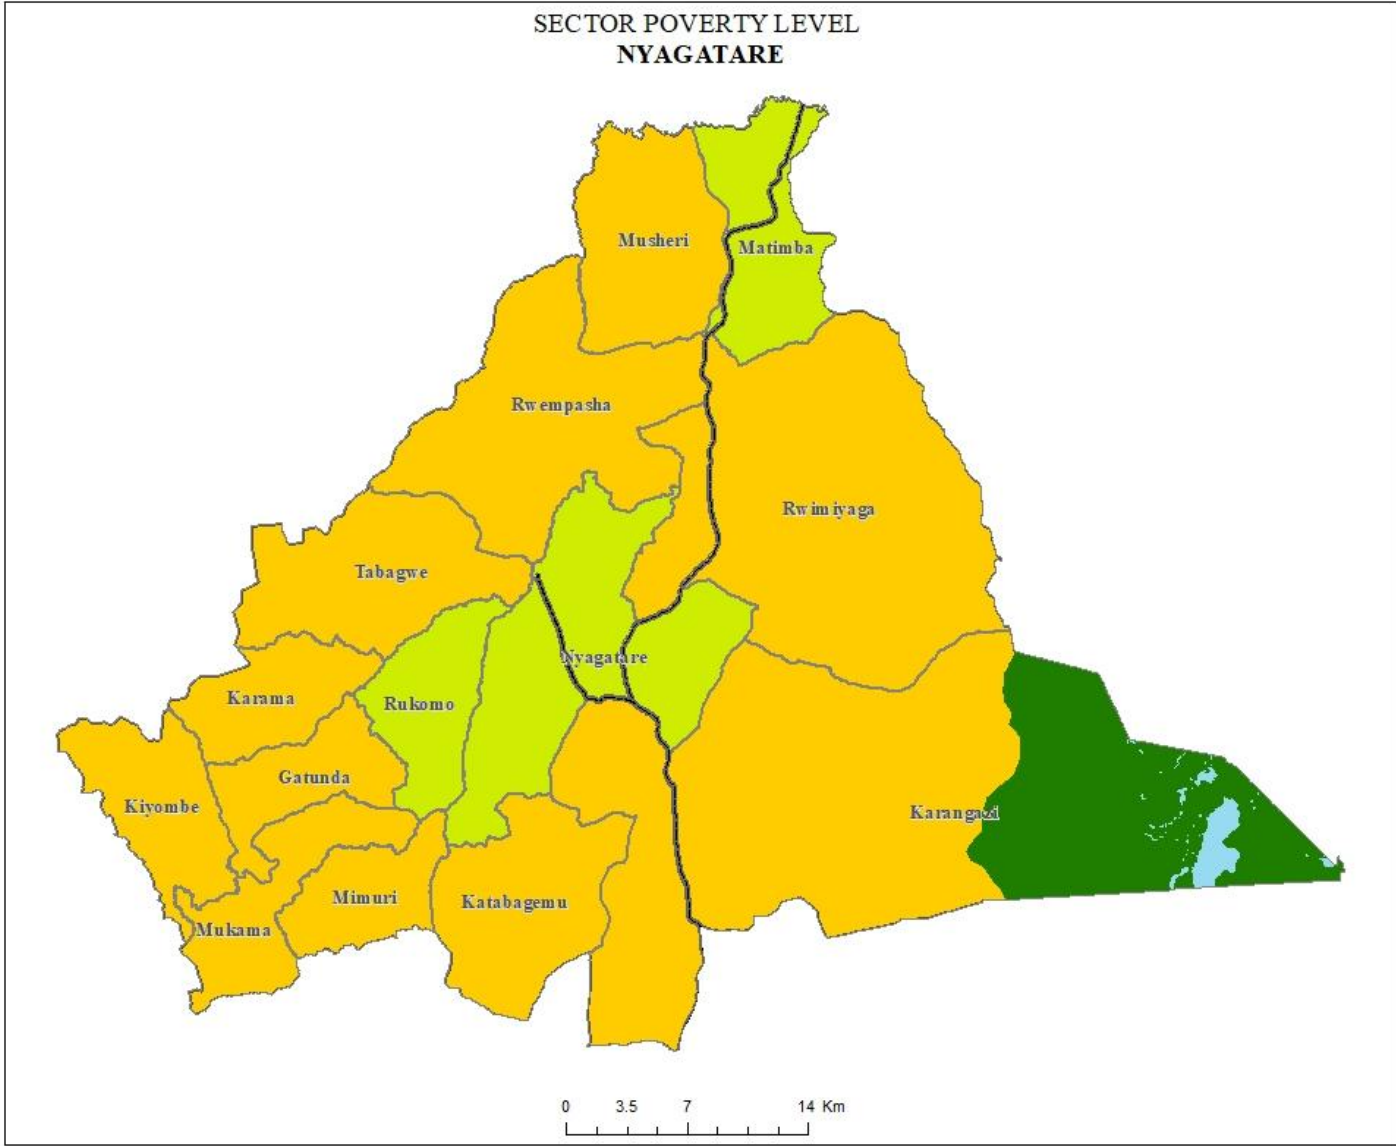 SECTOR POVERTY LEVEL
NYAGATARE
Musheri
Matimba
Rwempasha
Rwimiyaga
Tabagwe
Nyagatare
Karama
Rukomo
Gatunda
Kiyombe
Karangazi
Mimuri
Katabagemu
Mukama
0 3.5 7 14 Km